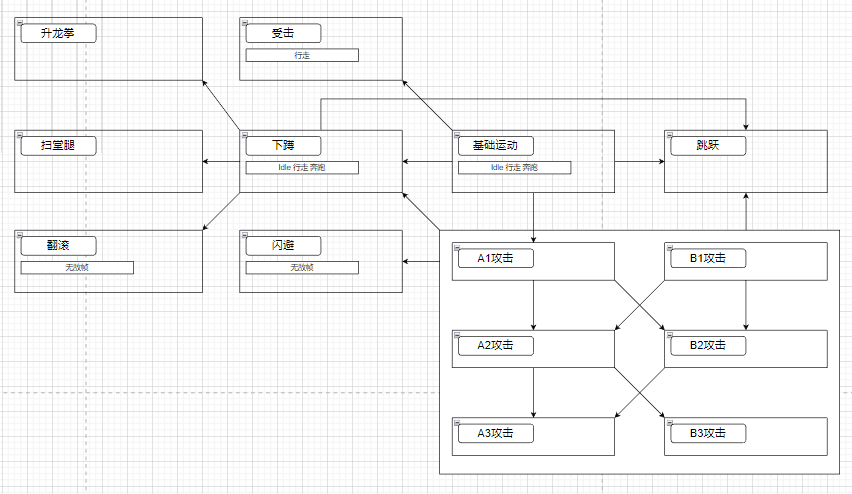 升龙拳
受击
行走
扫堂腿
下蹲
Idle 行走 奔跑
基础运动
Idle 行走 奔跑
跳跃
翻滚
无敌帧
闪避
无敌帧
A1攻击
B1攻击
A2攻击
B2攻击
A3攻击
B3攻击